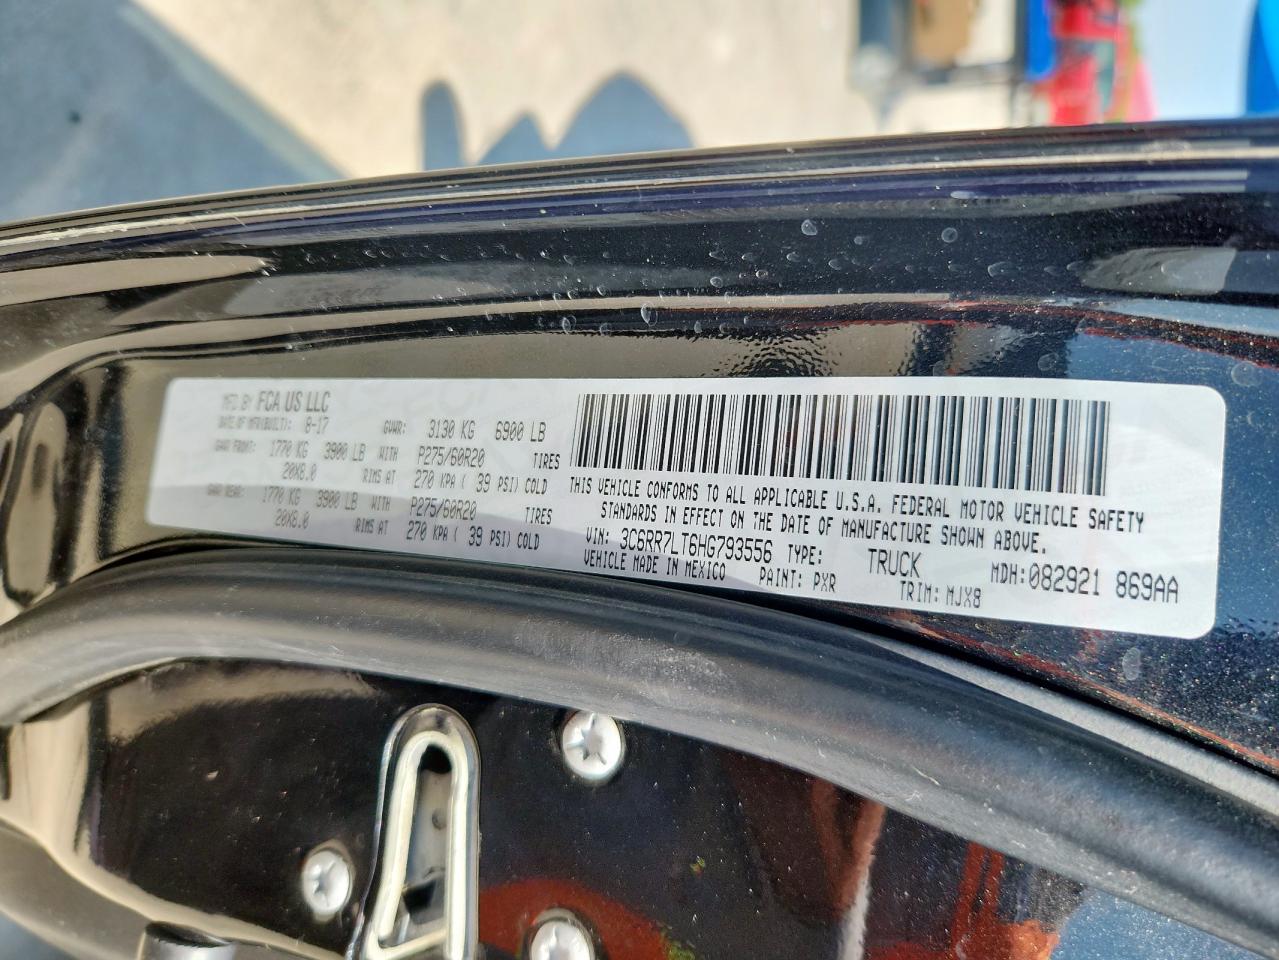 MFD BY FCA US LLC
DATE OF MFR(BUILT): 8-17 GVWR: 3130 KG 6900 LB
GAWR FRONT: 1770 KG 3900 LB WITH P275/60R20 TIRES
20X8.0 RIMS AT 270 KPA ( 39 PSI) COLD
GAWR REAR: 1770 KG 3900 LB WITH P275/60R20 TIRES
20X8.0 RIMS AT 270 KPA ( 39 PSI) COLD
THIS VEHICLE CONFORMS TO ALL APPLICABLE U.S.A. FEDERAL MOTOR VEHICLE SAFETY
STANDARDS IN EFFECT ON THE DATE OF MANUFACTURE SHOWN ABOVE.
VIN: 3C6RR7LT6HG793556 TYPE: TRUCK MDH:082921 869AA
VEHICLE MADE IN MEXICO PAINT: PXR TRIM: MJX8